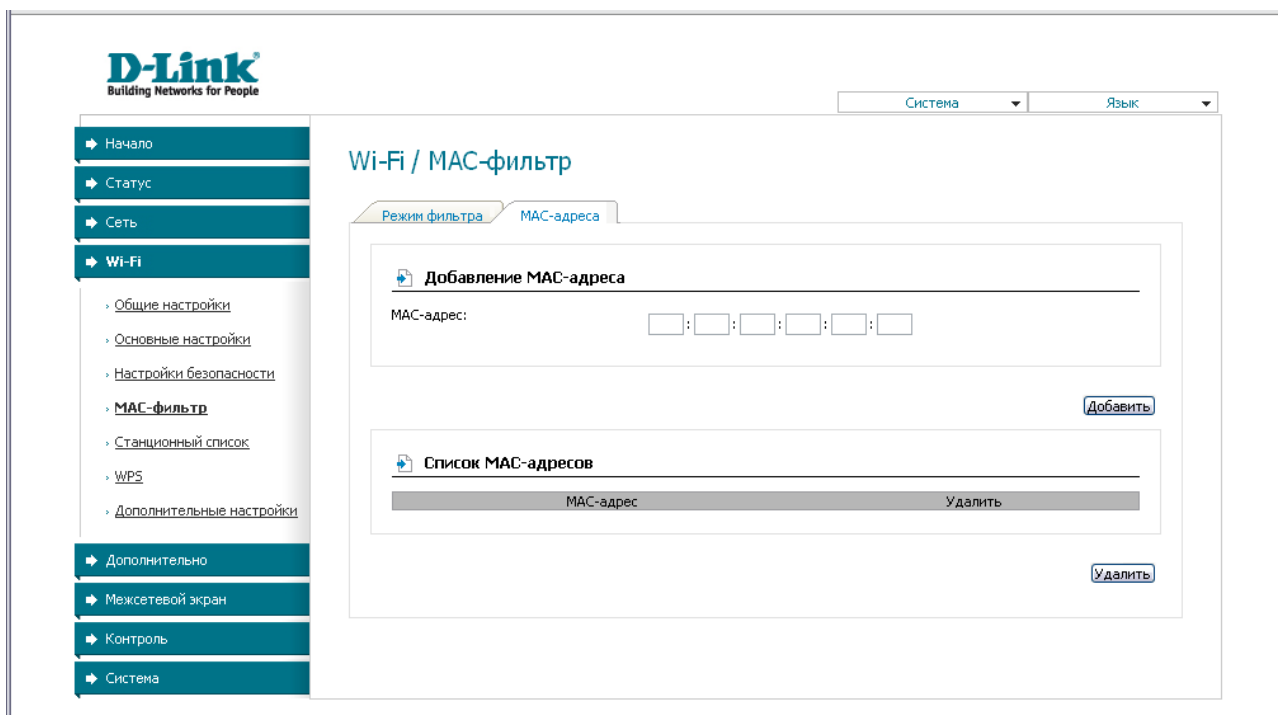 D-Link
Building Networks for People
Система
Язык
Начало
Статус
Сеть
Wi-Fi
Общие настройки
Основные настройки
Настройки безопасности
MAC-фильтр
Станционный список
WPS
Дополнительные настройки
Дополнительно
Межсетевой экран
Контроль
Система
Wi-Fi / MAC-фильтр
Режим фильтра
MAC-адреса
Добавление MAC-адреса
MAC-адрес: : : : : :
Добавить
Список MAC-адресов
MAC-адрес Удалить
Удалить